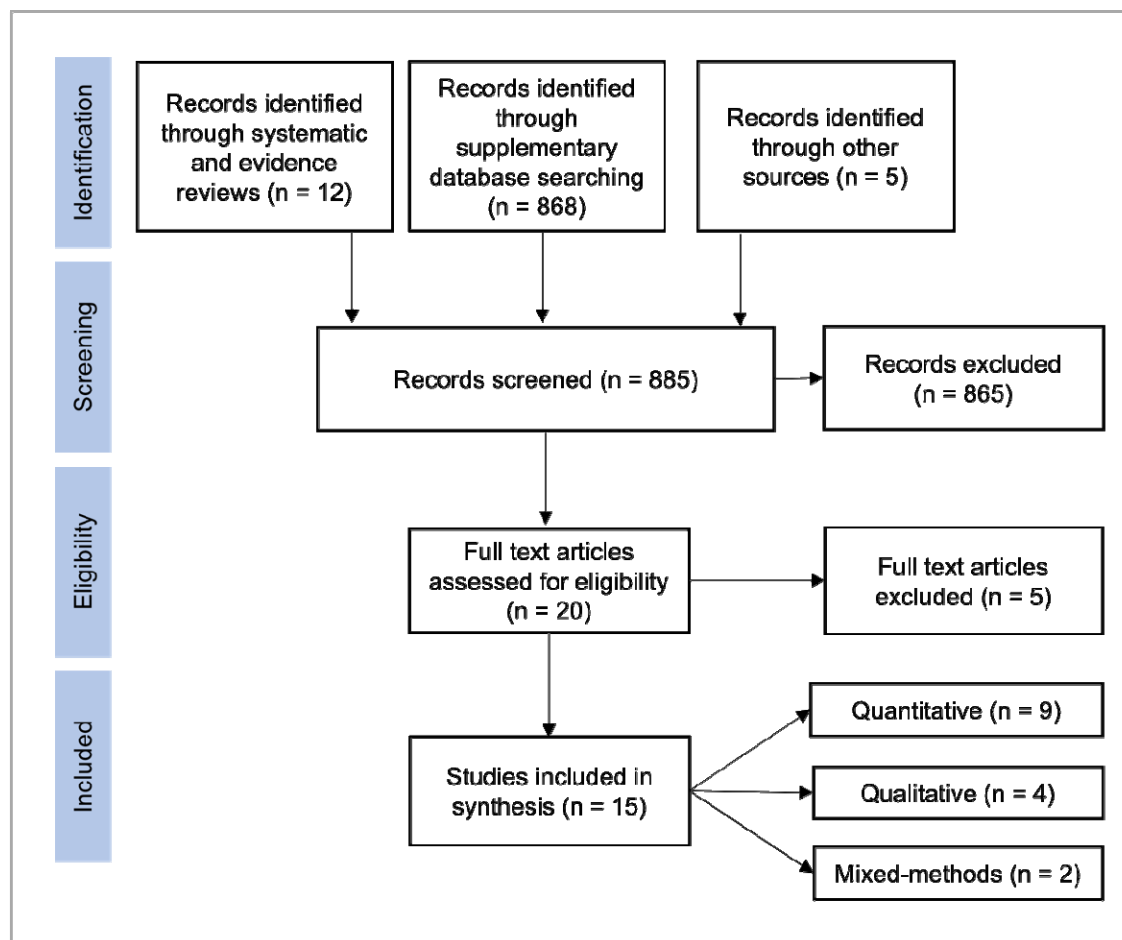 Identification
Records identified
through systematic
and evidence
reviews (n = 12)
Records identified
through
supplementary
database searching
(n = 868)
Records identified
through other
sources (n = 5)
Screening
Records screened (n = 885)
Records excluded
(n = 865)
Eligibility
Full text articles
assessed for eligibility
(n = 20)
Full text articles
excluded (n = 5)
Included
Studies included in
synthesis (n = 15)
Quantitative (n = 9)
Qualitative (n = 4)
Mixed-methods (n = 2)